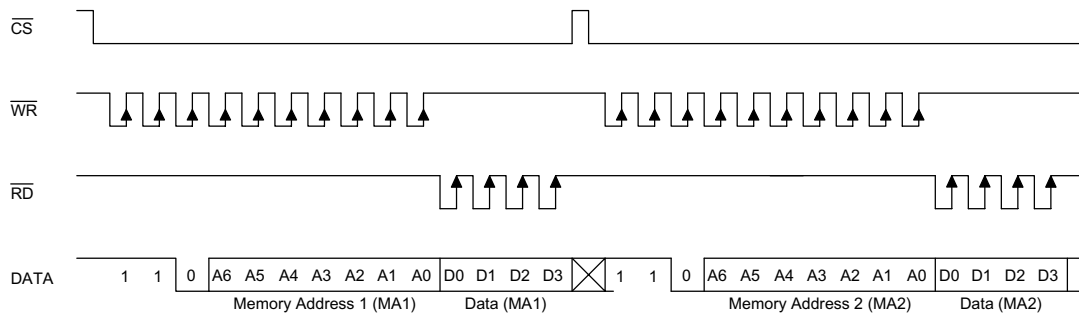 CS
WR
RD
DATA 1 1 0 A6 A5 A4 A3 A2 A1 A0 D0 D1 D2 D3 1 1 0 A6 A5 A4 A3 A2 A1 A0 D0 D1 D2 D3
Memory Address 1 (MA1) Data (MA1) Memory Address 2 (MA2) Data (MA2)